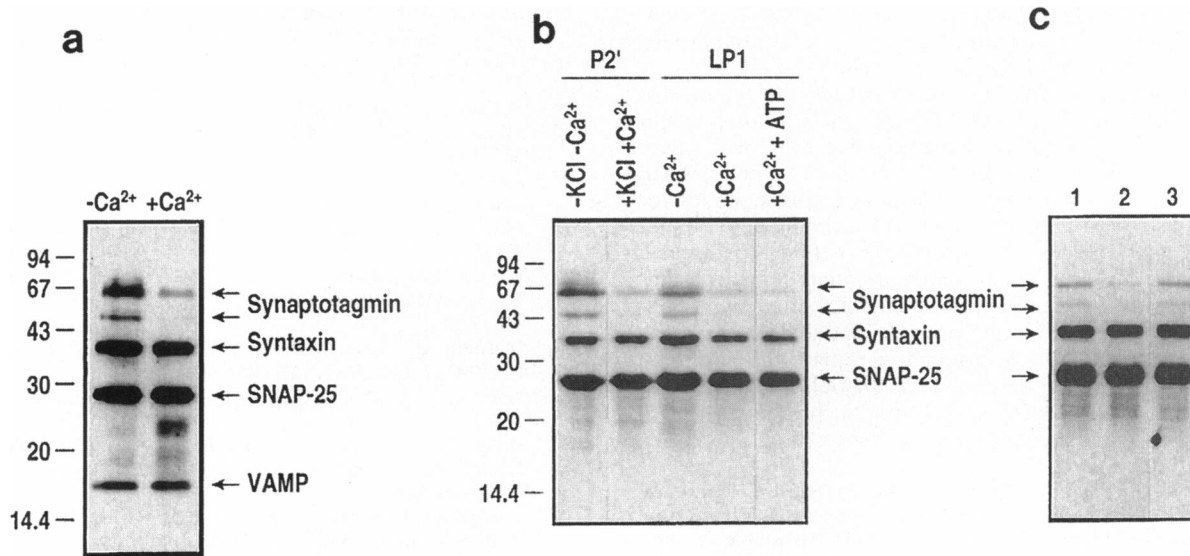 a
-Ca²⁺ +Ca²⁺
94
67
43
30
20
14.4
Synaptotagmin
Syntaxin
SNAP-25
VAMP
b
P2' LP1
-KCl -Ca²⁺
+KCl +Ca²⁺
-Ca²⁺
+Ca²⁺
+Ca²⁺ + ATP
94
67
43
30
20
14.4
Synaptotagmin
Syntaxin
SNAP-25
c
1 2 3